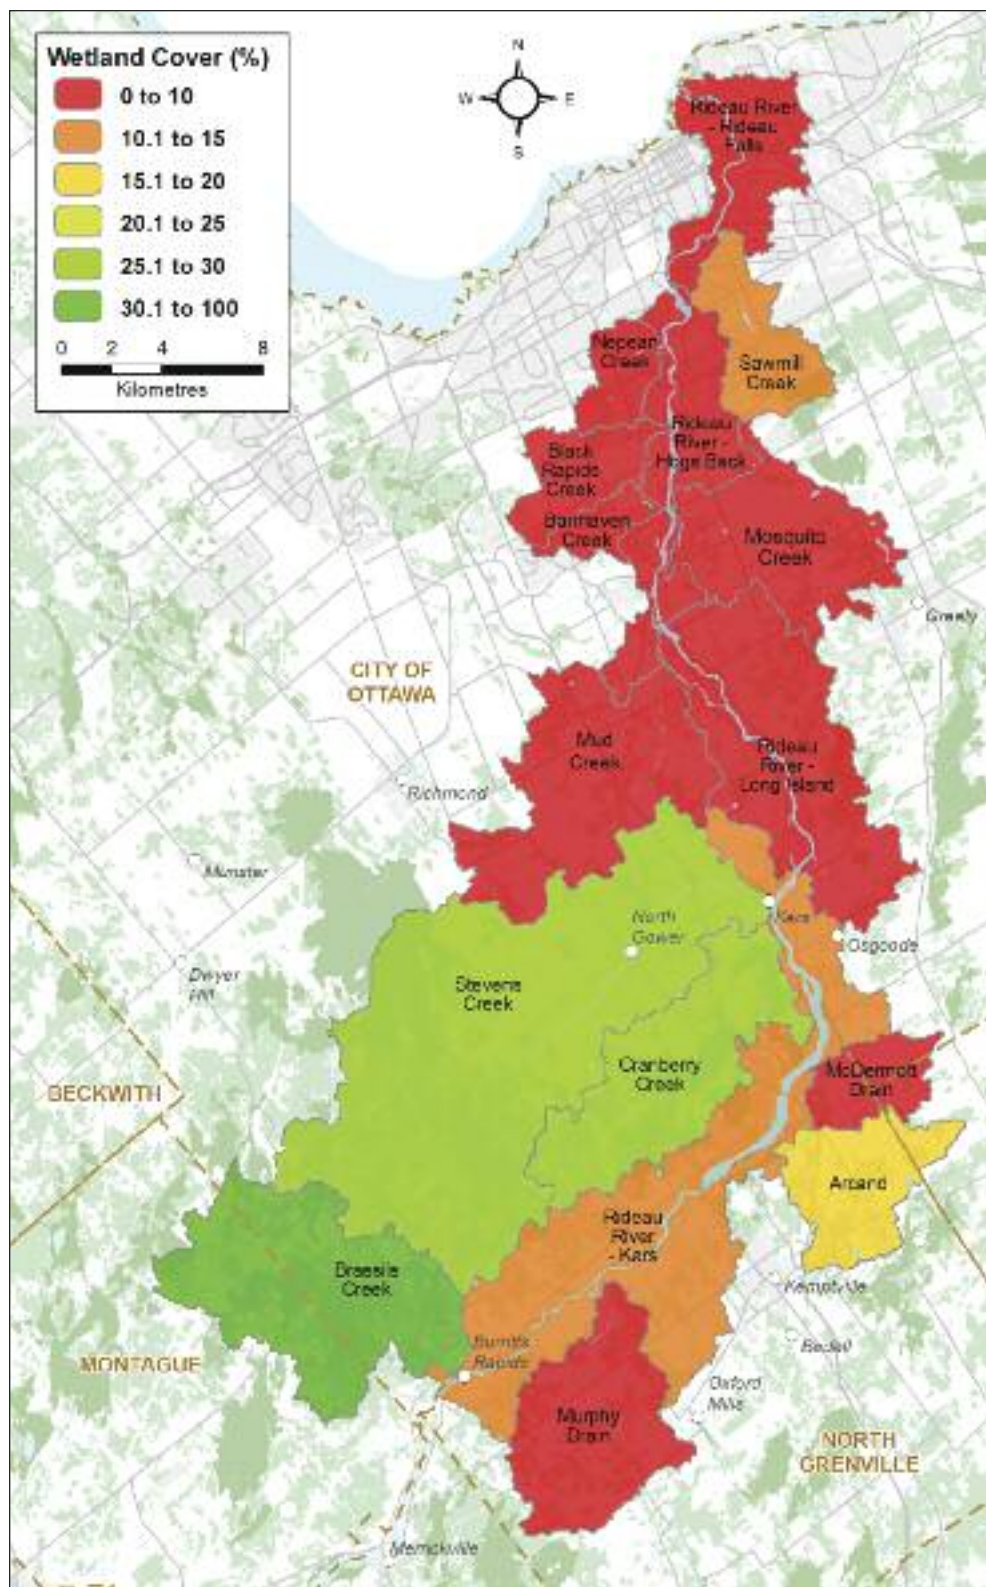 Wetland Cover (%)
0 to 10
10.1 to 15
15.1 to 20
20.1 to 25
25.1 to 30
30.1 to 100
0 2 4 8
Kilometres
N
W E
S
Rideau River
- Rideau
Falls
Nepean
Creek
Sawmill
Creek
Rideau
River -
Hogs Back
Black
Rapids
Creek
Barrhaven
Creek
Mosquito
Creek
Greely
CITY OF
OTTAWA
Mud
Creek
Rideau
River -
Long Island
Richmond
Munster
North
Gower
Kars
Osgoode
Dwyer
Hill
Stevens
Creek
Cranberry
Creek
McDermott
Drain
BECKWITH
Arcand
Rideau
River
- Kars
Brassils
Creek
Kemptville
Burritts
Rapids
Bedell
MONTAGUE
Oxford
Mills
Murphy
Drain
NORTH
GRENVILLE
Merrickville